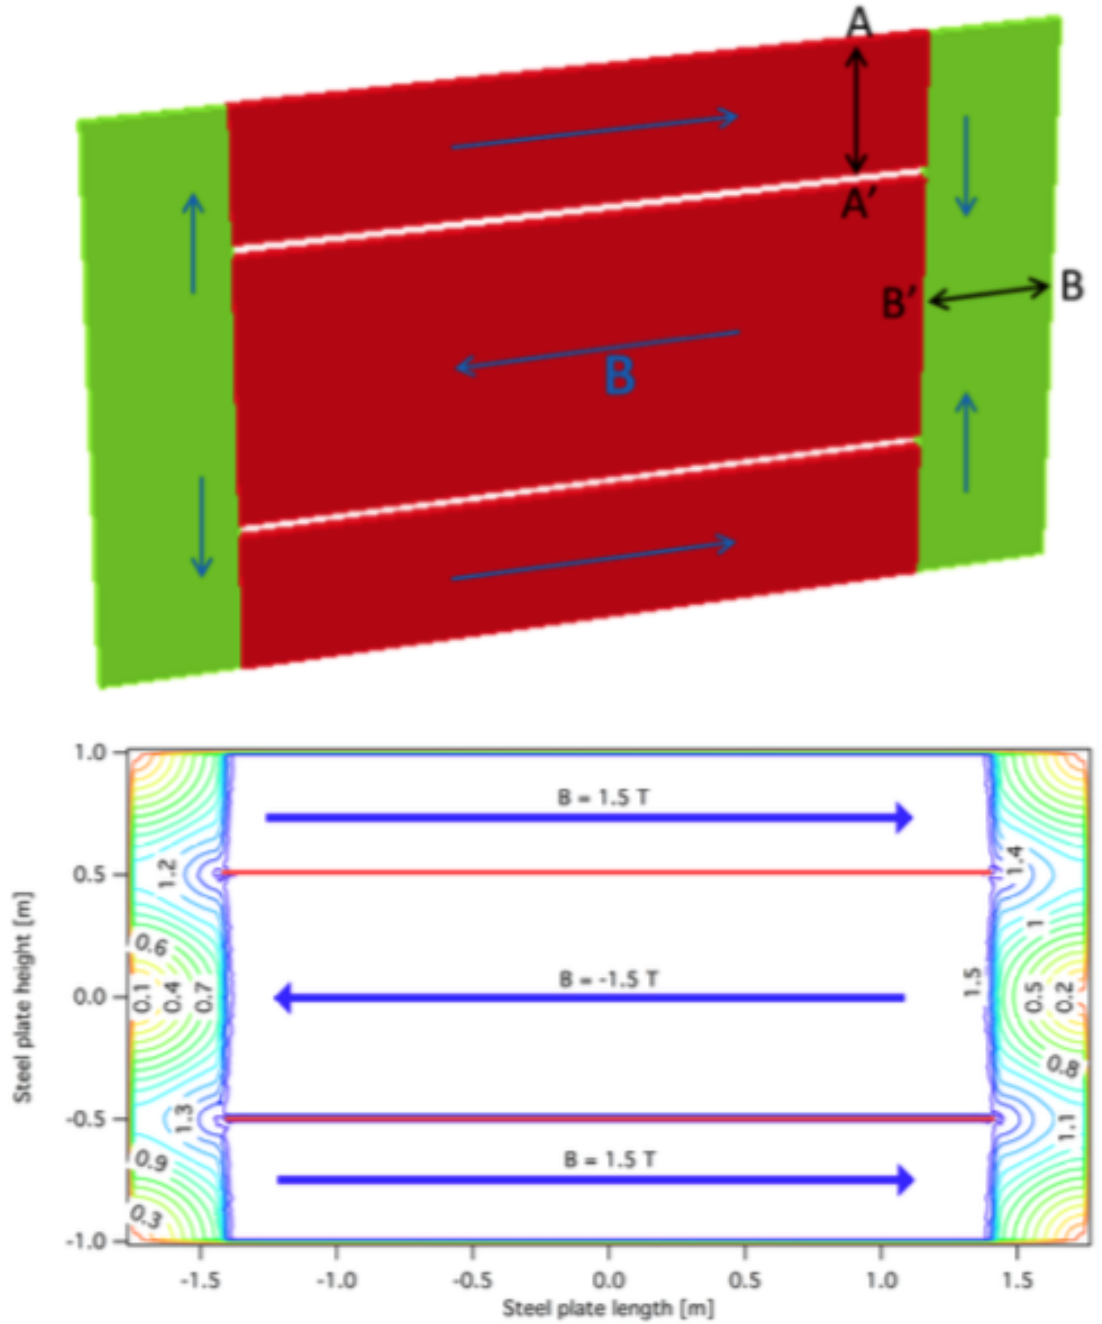 A
A'
B' B
B
1.0
B = 1.5 T
0.5
1.2
1.4
0.6
1
0.0
0.1
0.4
0.7
B = -1.5 T
1.5
0.5
0.2
0.8
-0.5
1.3
1.1
0.9
B = 1.5 T
0.3
-1.0
-1.5 -1.0 -0.5 0.0 0.5 1.0 1.5
Steel plate height [m]
Steel plate length [m]